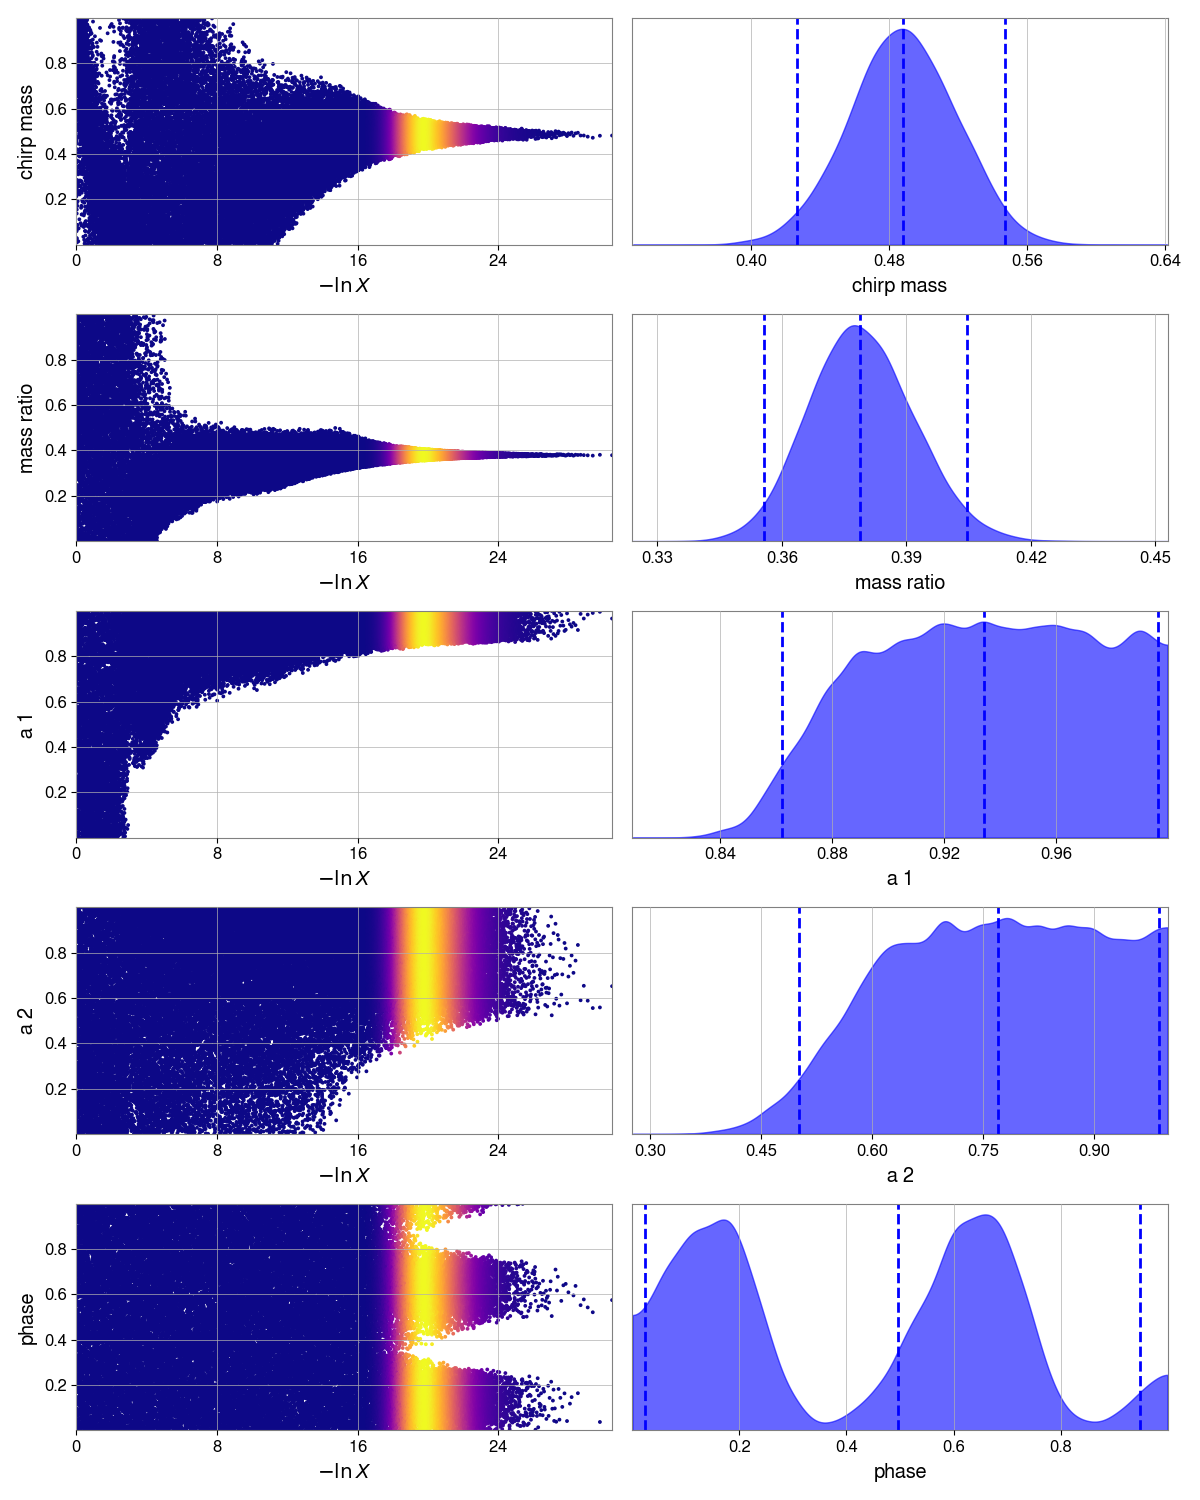 0.8
0.6
0.4
0.2
chirp mass
0 8 16 24
−ln X
0.40 0.48 0.56 0.64
chirp mass
0.8
0.6
0.4
0.2
mass ratio
0 8 16 24
−ln X
0.33 0.36 0.39 0.42 0.45
mass ratio
0.8
0.6
0.4
0.2
a 1
0 8 16 24
−ln X
0.84 0.88 0.92 0.96
a 1
0.8
0.6
0.4
0.2
a 2
0 8 16 24
−ln X
0.30 0.45 0.60 0.75 0.90
a 2
0.8
0.6
0.4
0.2
phase
0 8 16 24
−ln X
0.2 0.4 0.6 0.8
phase